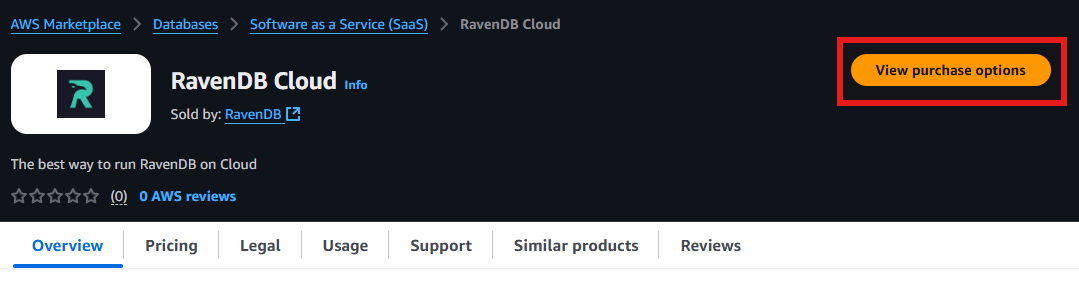 AWS Marketplace > Databases > Software as a Service (SaaS) > RavenDB Cloud
View purchase options
RavenDB Cloud Info
Sold by: RavenDB
The best way to run RavenDB on Cloud
(0) 0 AWS reviews
Overview Pricing Legal Usage Support Similar products Reviews